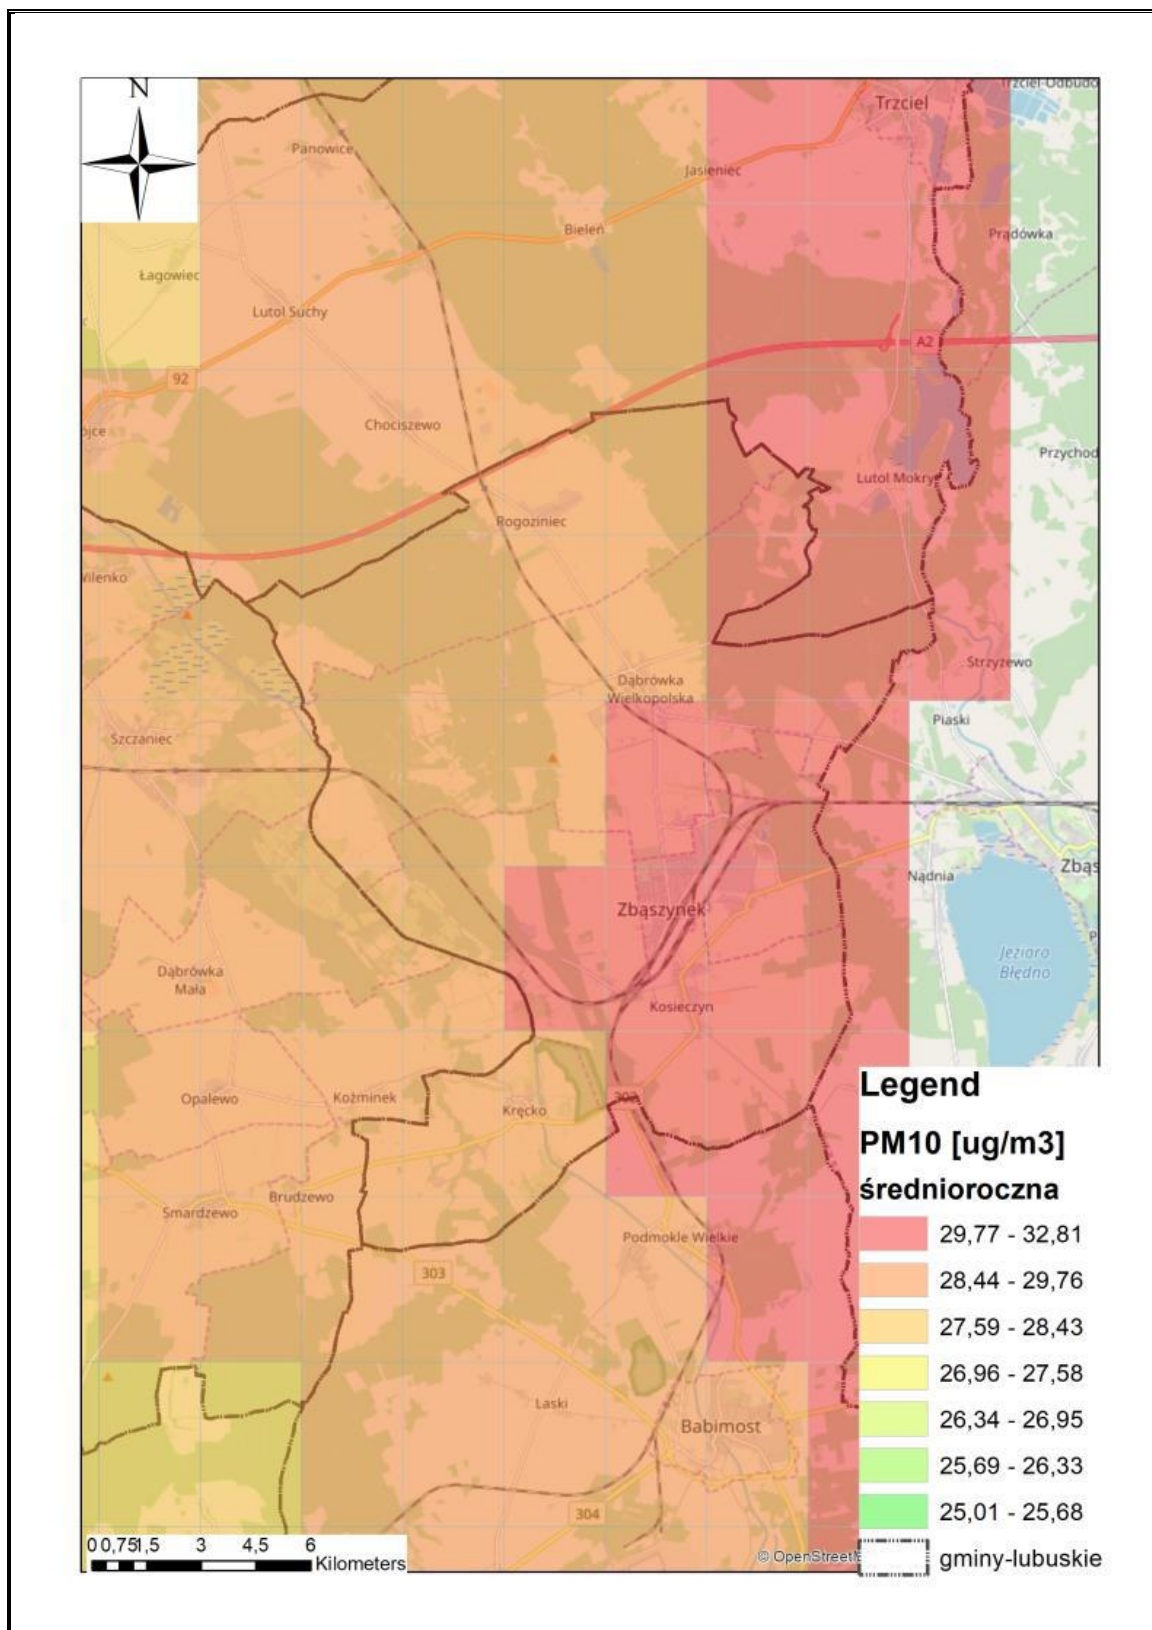 N
Trzciel-Odbudo
Trzciel
Panowice
Jasieniec
Bieleń
Prądówka
Łagowiec
Lutol Suchy
A2
92
Chociszewo
ójce
Przychod
Lutol Mokry
Rogoziniec
Wilenko
Strzyżewo
Dąbrówka
Wielkopolska
Piaski
Szczaniec
Nądnia
Zbąs
Zbąszynek
Dąbrówka
Mała
Jezioro
Błędno
Kosieczyn
Opalewo
Koźminek
Kręcko
302
Brudzewo
Smardzewo
Podmokle Wielkie
303
Laski
Babimost
304
Legend
PM10 [ug/m3]
średnioroczna
29,77 - 32,81
28,44 - 29,76
27,59 - 28,43
26,96 - 27,58
26,34 - 26,95
25,69 - 26,33
25,01 - 25,68
gminy-lubuskie
0 0,75 1,5 3 4,5 6
Kilometers
© OpenStreetM